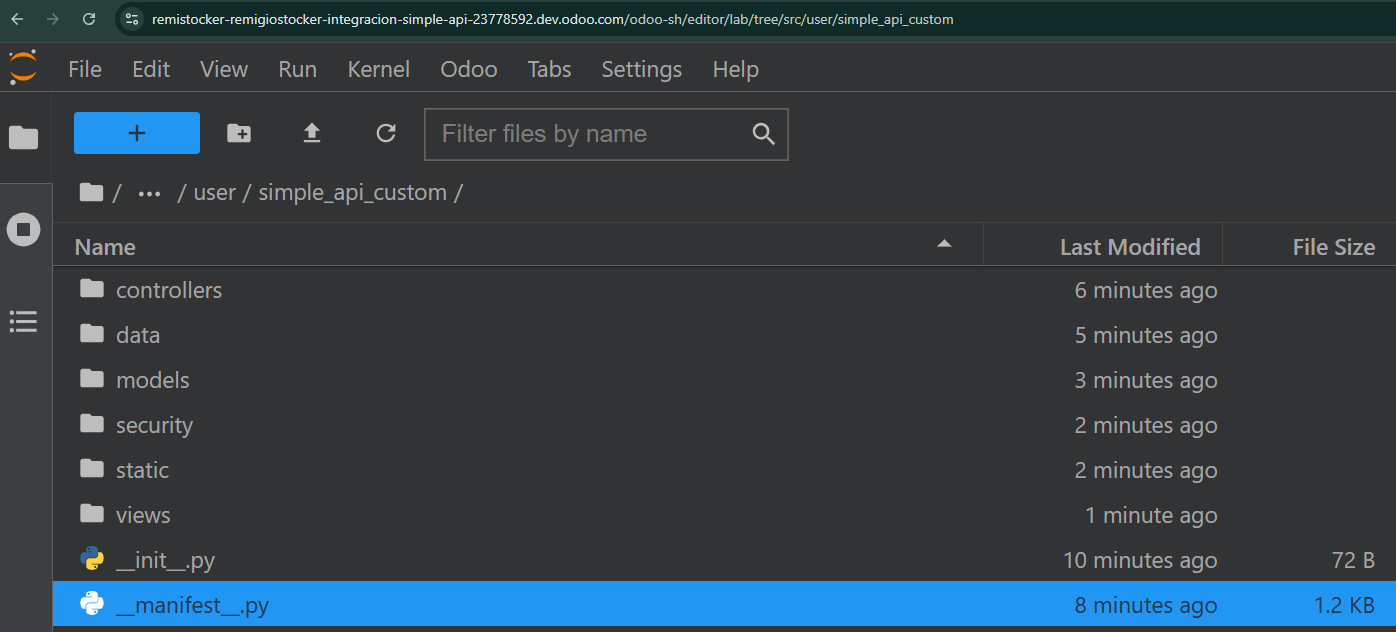 remistocker-remigiostocker-integracion-simple-api-23778592.dev.odoo.com/odoo-sh/editor/lab/tree/src/user/simple_api_custom
File Edit View Run Kernel Odoo Tabs Settings Help
+ Filter files by name
/ ··· / user / simple_api_custom /
Name Last Modified File Size
controllers 6 minutes ago
data 5 minutes ago
models 3 minutes ago
security 2 minutes ago
static 2 minutes ago
views 1 minute ago
__init__.py 10 minutes ago 72 B
__manifest__.py 8 minutes ago 1.2 KB